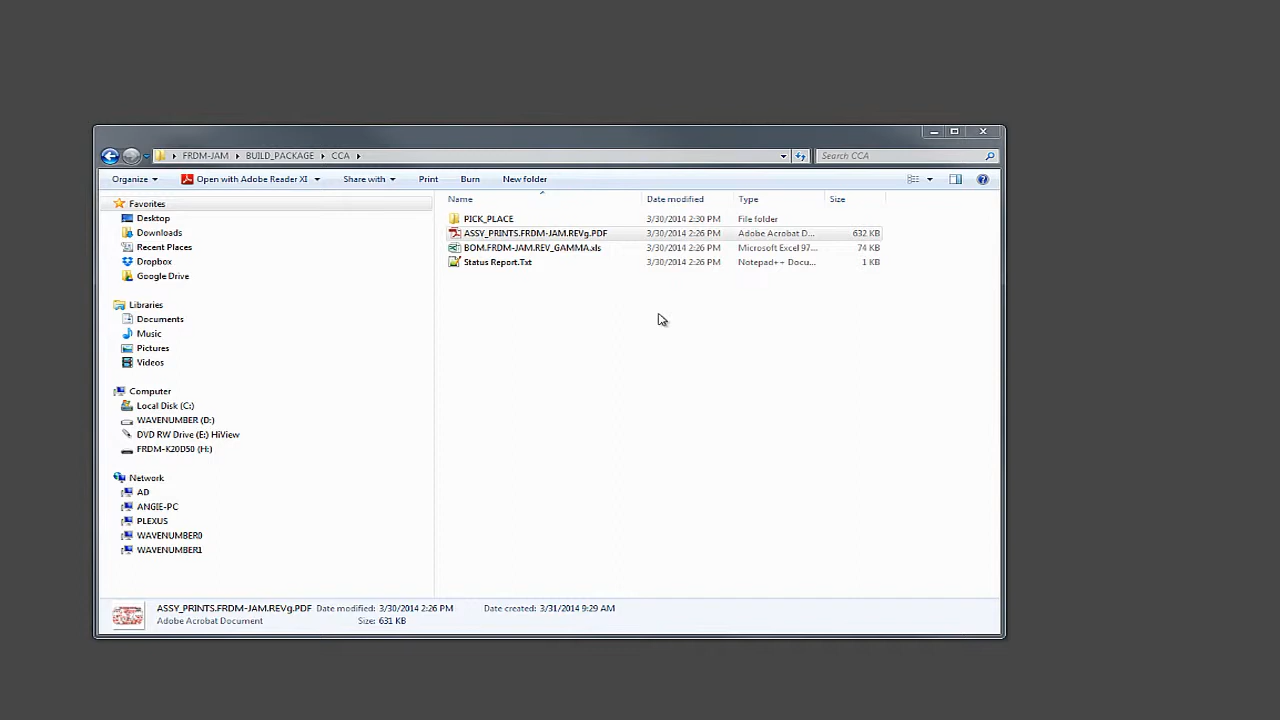 FRDM-JAM BUILD_PACKAGE CCA Search CCA
Organize Open with Adobe Reader XI Share with Print Burn New folder
Name Date modified Type Size
Favorites
Desktop
Downloads
Recent Places
Dropbox
Google Drive
Libraries
Documents
Music
Pictures
Videos
Computer
Local Disk (C:)
WAVENUMBER (D:)
DVD RW Drive (E:) HiView
FRDM-K20D50 (H:)
Network
AD
ANGIE-PC
PLEXUS
WAVENUMBER0
WAVENUMBER1
PICK_PLACE 3/30/2014 2:30 PM File folder
ASSY_PRINTS.FRDM-JAM.REVg.PDF 3/30/2014 2:26 PM Adobe Acrobat D... 632 KB
BOM.FRDM-JAM.REV_GAMMA.xls 3/30/2014 2:26 PM Microsoft Excel 97... 74 KB
Status Report.Txt 3/30/2014 2:26 PM Notepad++ Docu... 1 KB
ASSY_PRINTS.FRDM-JAM.REVg.PDF Date modified: 3/30/2014 2:26 PM Date created: 3/31/2014 9:29 AM
Adobe Acrobat Document Size: 631 KB